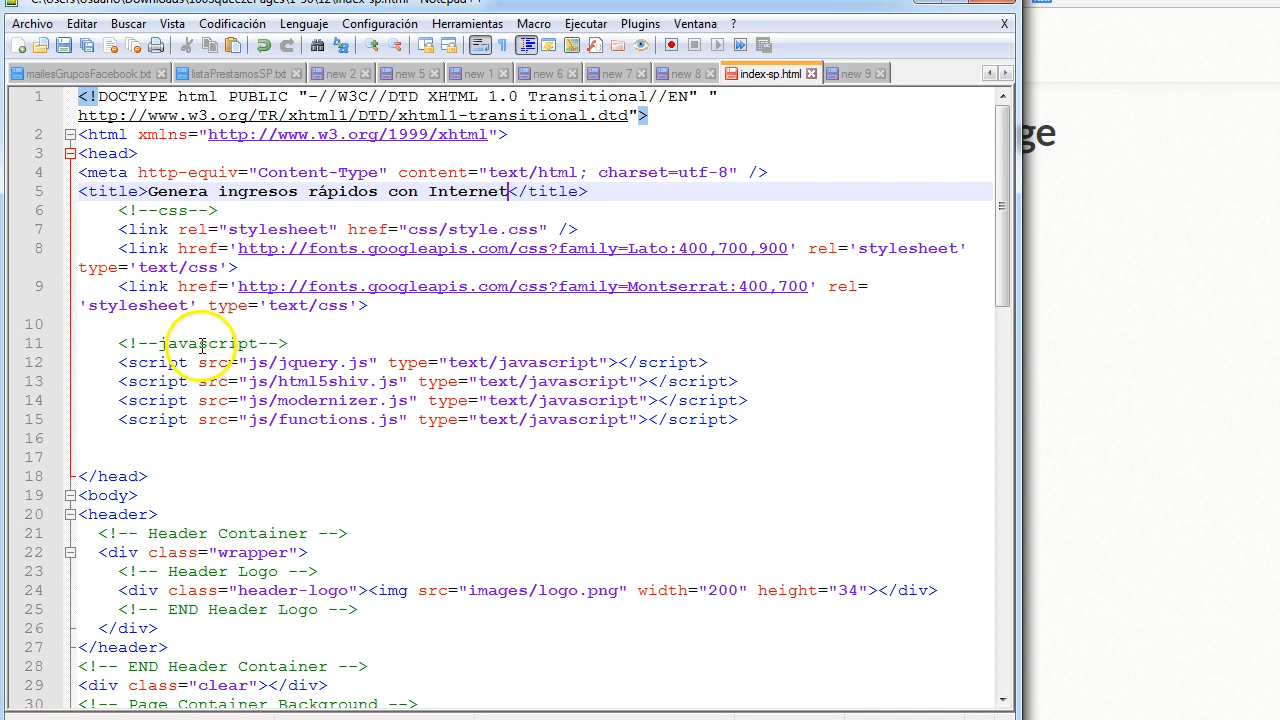 Archivo Editar Buscar Vista Codificación Lenguaje Configuración Herramientas Macro Ejecutar Plugins Ventana ? X
mailesGruposFacebook.txt listaPrestamosSP.txt new 2 new 5 new 1 new 6 new 7 new 8 index-sp.html new 9
1 <!DOCTYPE html PUBLIC "-//W3C//DTD XHTML 1.0 Transitional//EN" "
http://www.w3.org/TR/xhtml1/DTD/xhtml1-transitional.dtd">
2 <html xmlns="http://www.w3.org/1999/xhtml">
3 <head>
4 <meta http-equiv="Content-Type" content="text/html; charset=utf-8" />
5 <title>Genera ingresos rápidos con Internet</title>
6 <!--css-->
7 <link rel="stylesheet" href="css/style.css" />
8 <link href='http://fonts.googleapis.com/css?family=Lato:400,700,900' rel='stylesheet'
type='text/css'>
9 <link href='http://fonts.googleapis.com/css?family=Montserrat:400,700' rel=
'stylesheet' type='text/css'>
10
11 <!--javascript-->
12 <script src="js/jquery.js" type="text/javascript"></script>
13 <script src="js/html5shiv.js" type="text/javascript"></script>
14 <script src="js/modernizer.js" type="text/javascript"></script>
15 <script src="js/functions.js" type="text/javascript"></script>
16
17
18 </head>
19 <body>
20 <header>
21 <!-- Header Container -->
22 <div class="wrapper">
23 <!-- Header Logo -->
24 <div class="header-logo"><img src="images/logo.png" width="200" height="34"></div>
25 <!-- END Header Logo -->
26 </div>
27 </header>
28 <!-- END Header Container -->
29 <div class="clear"></div>
30 <!-- Page Container Background -->
ge